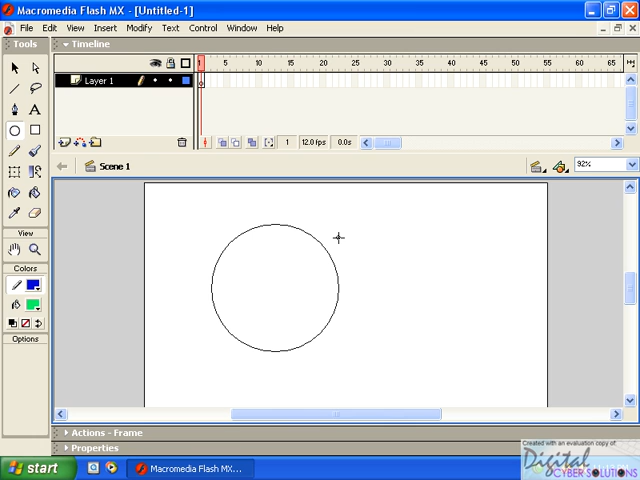 Macromedia Flash MX - [Untitled-1]
File Edit View Insert Modify Text Control Window Help
Tools
Timeline
1 5 10 15 20 25 30 35 40 45 50 55 60 65
Layer 1
1 12.0 fps 0.0s
Scene 1
92%
View
Colors
Options
Actions - Frame
Properties
Created with an evaluation copy of
Digital
CYBER SOLUTIONS
start
Macromedia Flash MX...